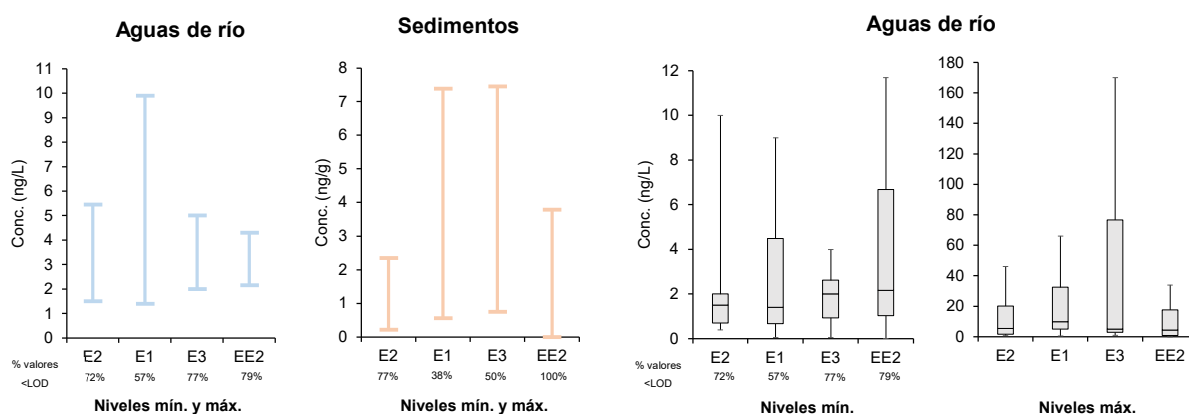 Aguas de río
Conc. (ng/L)
11
10
9
8
7
6
5
4
3
2
1
0
E2 E1 E3 EE2
% valores
<LOD
72% 57% 77% 79%
Niveles mín. y máx.
Sedimentos
Conc. (ng/g)
8
7
6
5
4
3
2
1
0
E2 E1 E3 EE2
77% 38% 50% 100%
Niveles mín. y máx.
Aguas de río
Conc. (ng/L)
12
10
8
6
4
2
0
E2 E1 E3 EE2
% valores
<LOD
72% 57% 77% 79%
Niveles mín.
180
160
140
120
100
80
60
40
20
0
E2 E1 E3 EE2
Niveles máx.